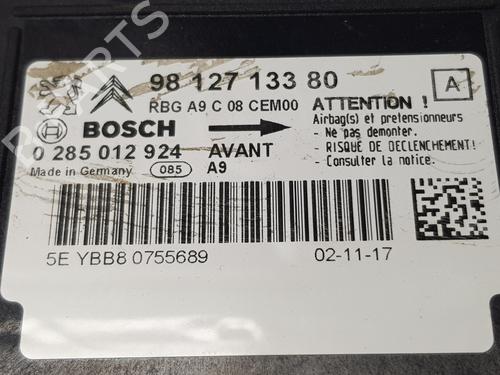 98 127 133 80
A
RBG A9 C 08 CEM00
ATTENTION !
Airbag(s) et pretensionneurs
- Ne pas demonter.
- RISQUE DE DECLENCHEMENT!
- Consulter la notice.
BOSCH
0 285 012 924 AVANT
Made in Germany 085 A9
5E YBB8 0755689 02-11-17